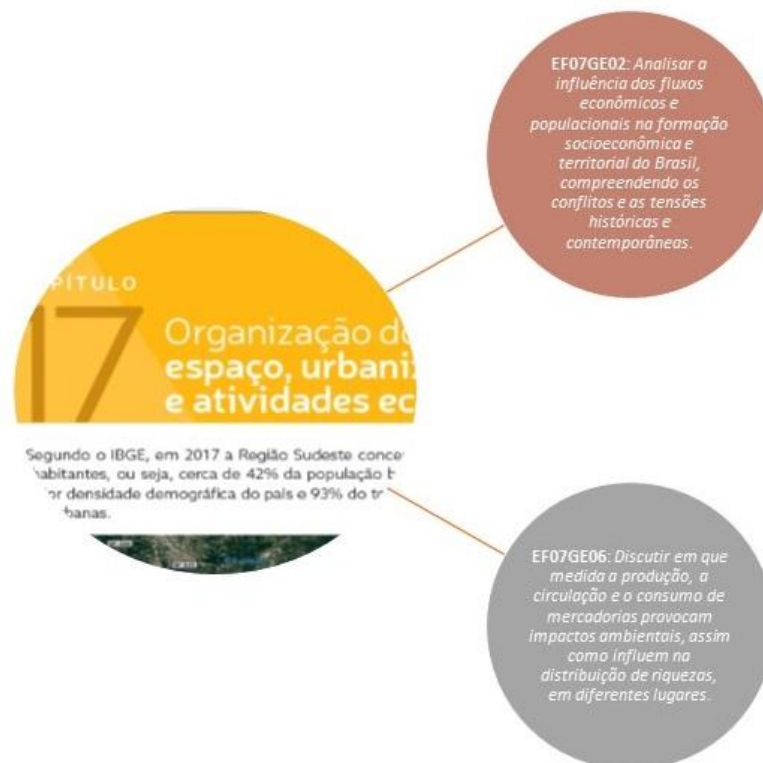 EF07GE02: Analisar a
influência dos fluxos
econômicos e
populacionais na formação
socioeconômica e
territorial do Brasil,
compreendendo os
conflitos e as tensões
históricas e
contemporâneas.
PÍTULO
17
Organização d
espaço, urbani
e atividades ec
Segundo o IBGE, em 2017 a Região Sudeste conce
habitantes, ou seja, cerca de 42% da população b
or densidade demográfica do país e 93% do tr
banas.
EF07GE06: Discutir em que
medida a produção, a
circulação e o consumo de
mercadorias provocam
impactos ambientais, assim
como influem na
distribuição de riquezas,
em diferentes lugares.